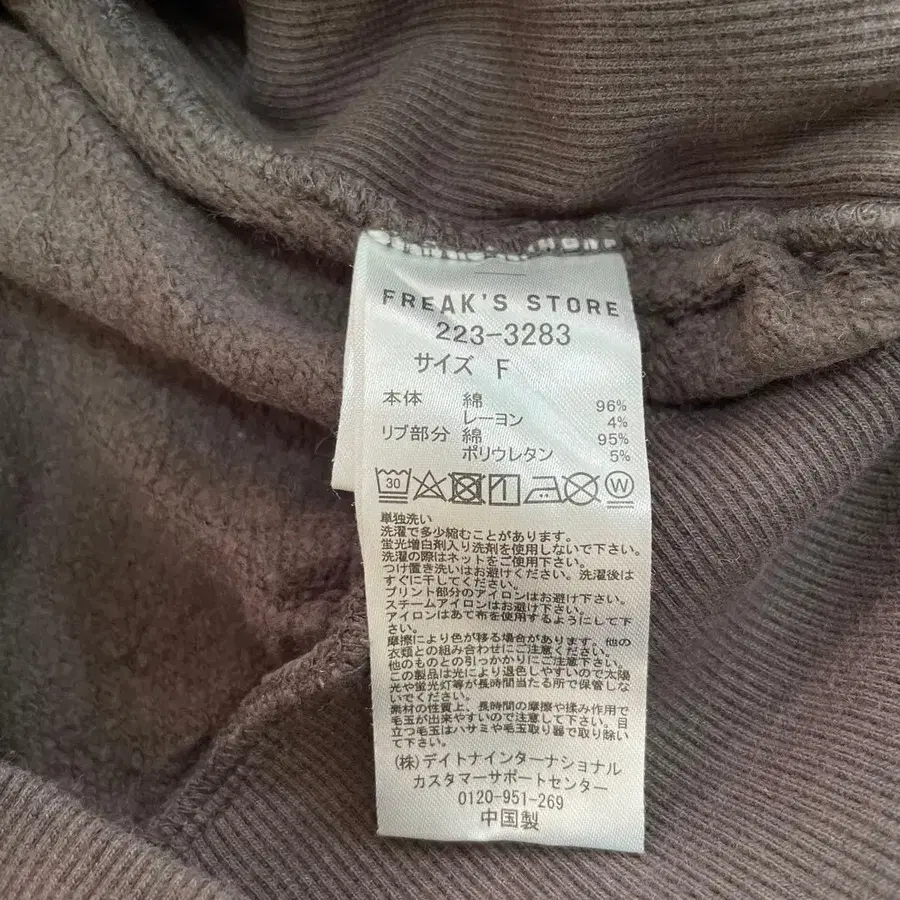 FREAK'S STORE
223-3283
サイズ F
本体 綿 96%
レーヨン 4%
リブ部分 綿 95%
ポリウレタン 5%
30 W
単独洗い
洗濯で多少縮むことがあります。
蛍光増白剤入り洗剤を使用しないで下さい。
洗濯の際はネットをご使用下さい。
つけ置き洗いはお避けください。洗濯後は
すぐに干してください。
プリント部分のアイロンはお避け下さい。
スチームアイロンはお避け下さい。
アイロンはあて布を使用するようにして下
さい。
摩擦により色が移る場合があります。他の
衣類との組み合わせにご注意ください。
他のものとの引っかかりにご注意下さい。
この製品は光により退色しやすいので太陽
光や蛍光灯等が長時間当たる所で保管しな
いでください。
素材の性質上、長時間の摩擦や揉み作用で
毛玉が出来やすいので注意して下さい。目
立つ毛玉はハサミや毛玉取り器で取り除い
て下さい。
(株)デイトナインターナショナル
カスタマーサポートセンター
0120-951-269
中国製